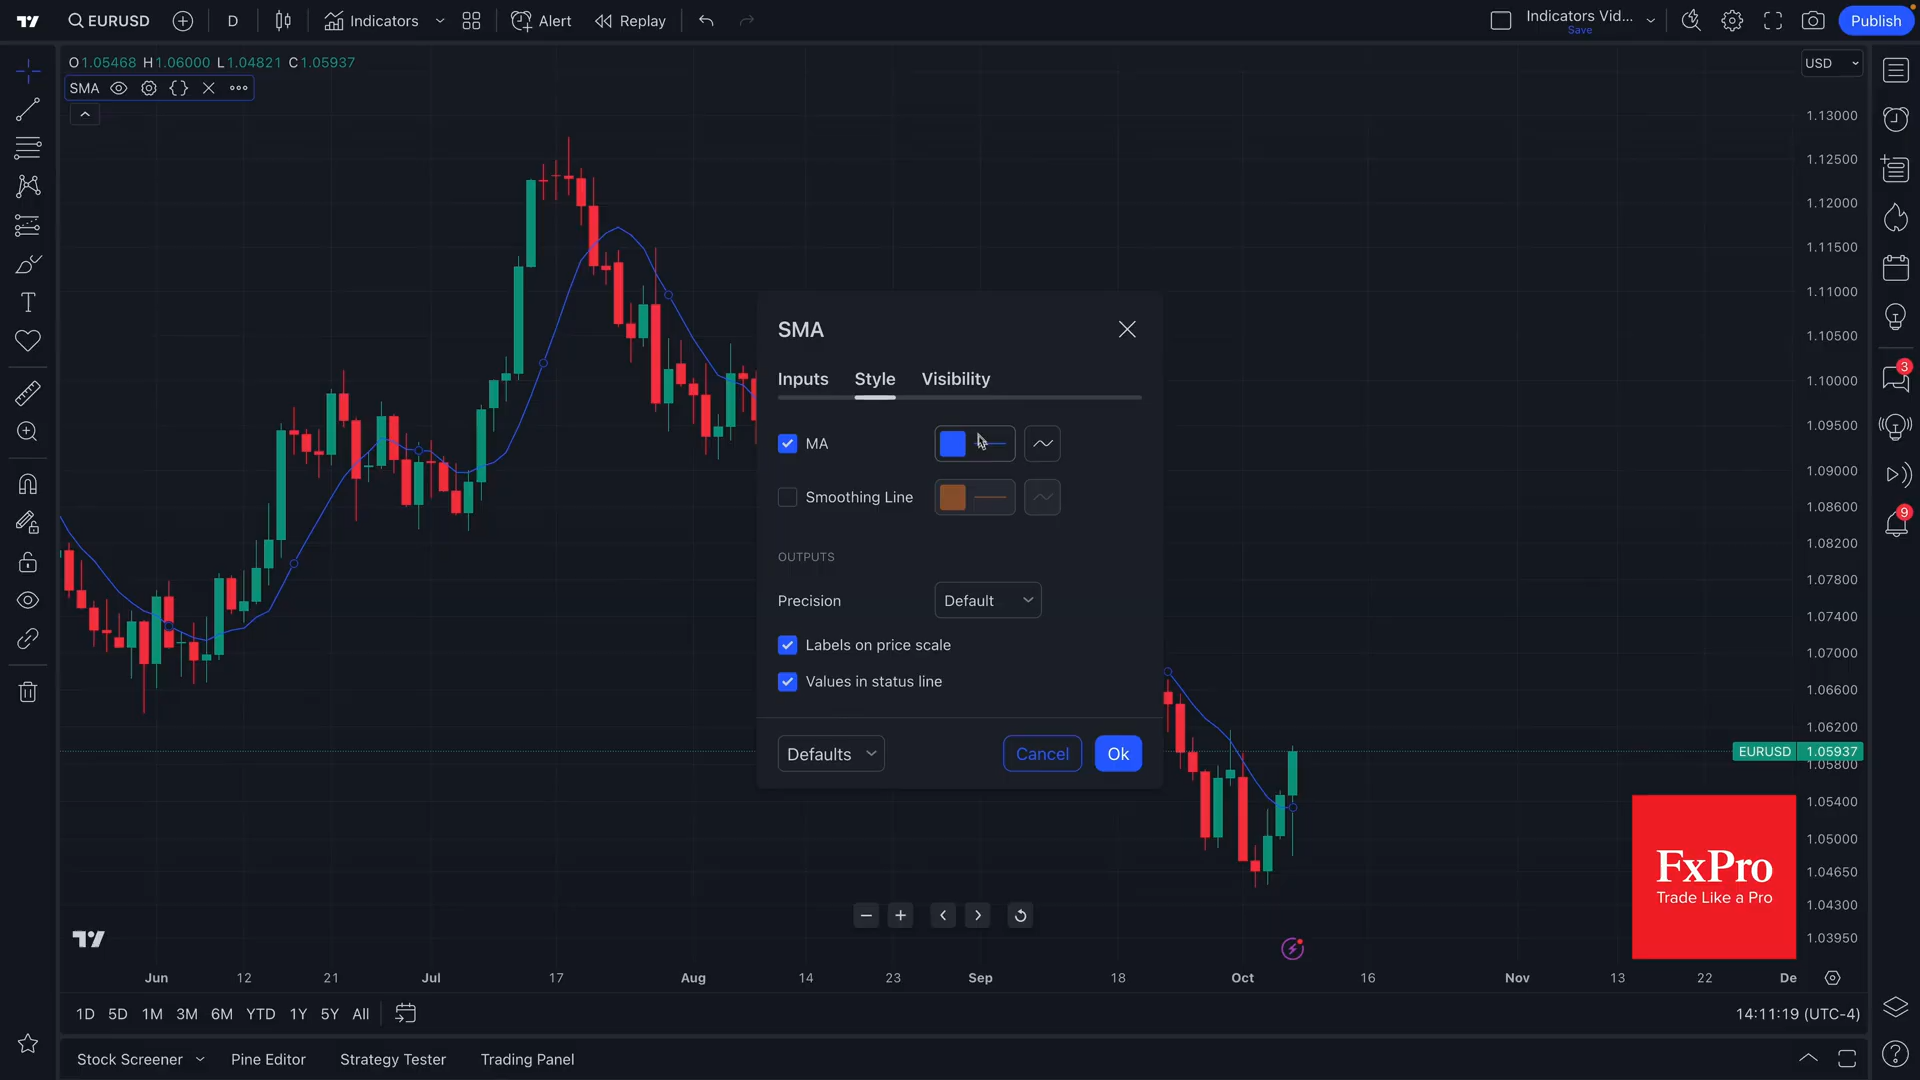 EURUSD D Indicators Alert Replay Indicators Vid... Publish
Save
O1.05468 H1.06000 L1.04821 C1.05937
USD
SMA
1.13000
1.12500
1.12000
1.11500
1.11000
1.10500
1.10000
1.09500
1.09000
1.08600
1.08200
1.07800
1.07400
1.07000
1.06600
1.06200
EURUSD 1.05937
1.05800
1.05400
1.05000
1.04650
1.04300
1.03950
SMA
Inputs Style Visibility
MA
Smoothing Line
OUTPUTS
Precision Default
Labels on price scale
Values in status line
Defaults Cancel Ok
3
9
FxPro
Trade Like a Pro
Jun 12 21 Jul 17 Aug 14 23 Sep 18 Oct 16 Nov 13 22 De
1D 5D 1M 3M 6M YTD 1Y 5Y All 14:11:19 (UTC-4)
Stock Screener Pine Editor Strategy Tester Trading Panel